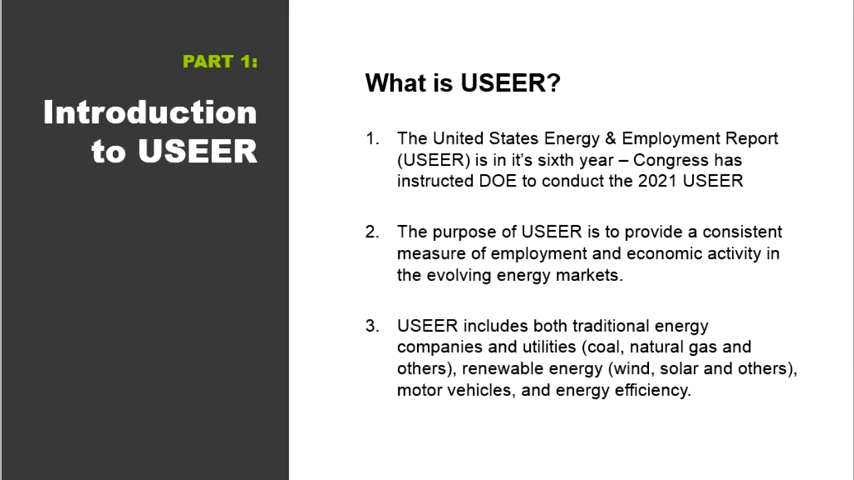 PART 1:
Introduction
to USEER
What is USEER?
1. The United States Energy & Employment Report
(USEER) is in it's sixth year – Congress has
instructed DOE to conduct the 2021 USEER
2. The purpose of USEER is to provide a consistent
measure of employment and economic activity in
the evolving energy markets.
3. USEER includes both traditional energy
companies and utilities (coal, natural gas and
others), renewable energy (wind, solar and others),
motor vehicles, and energy efficiency.